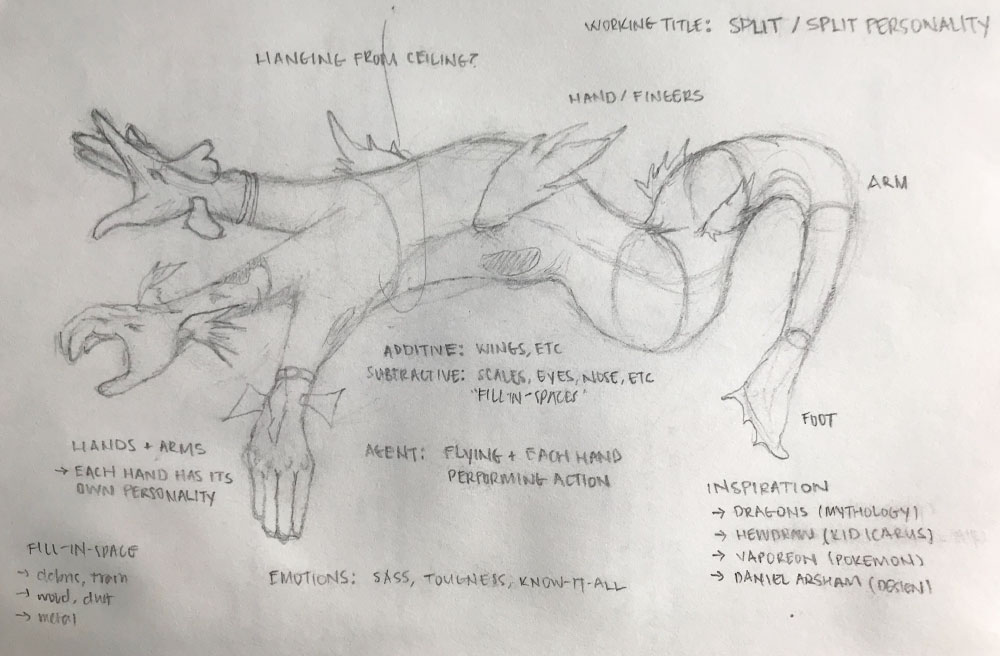 WORKING TITLE: SPLIT / SPLIT PERSONALITY
HANGING FROM CEILING?
HAND / FINGERS
ARM
ADDITIVE: WINGS, ETC
SUBTRACTIVE: SCALES, EYES, NOSE, ETC
"FILL-IN-SPACES"
FOOT
HANDS + ARMS
→ EACH HAND HAS ITS
OWN PERSONALITY
AGENT: FLYING + EACH HAND
PERFORMING ACTION
INSPIRATION
→ DRAGONS (MYTHOLOGY)
→ HEWDRAW (KID ICARUS)
→ VAPOREON (POKEMON)
→ DANIEL ARSHAM (DESIGN)
FILL-IN-SPACE
→ debris, trash
→ wood, dust
→ metal
EMOTIONS: SASS, TOUGNESS, KNOW-IT-ALL